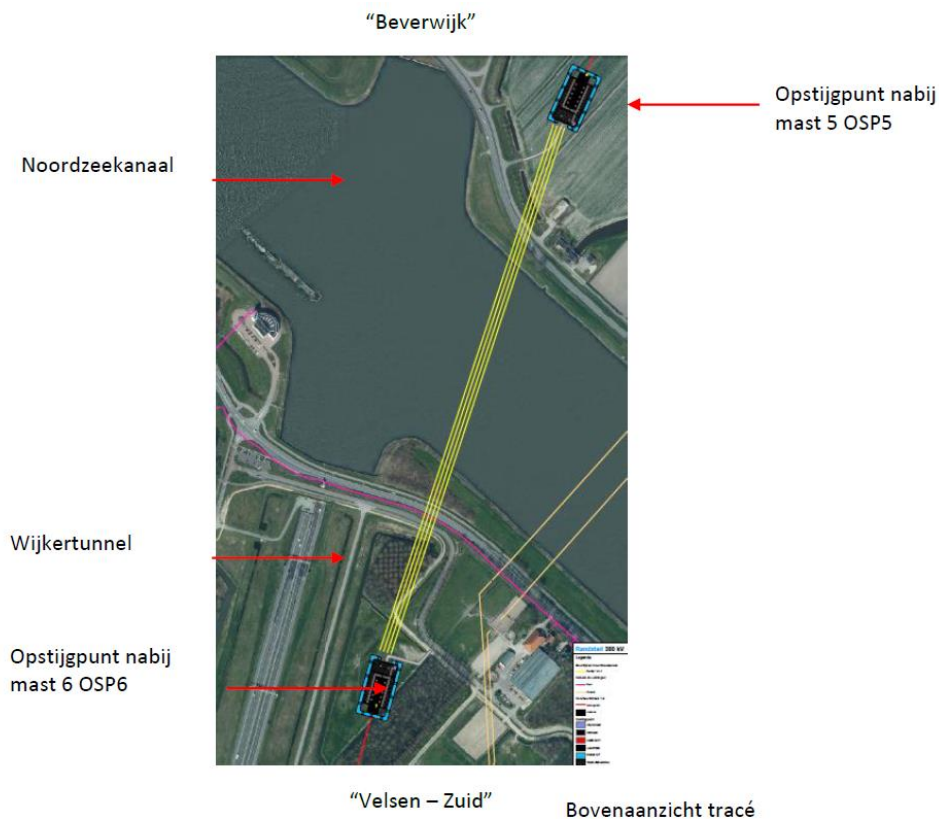 “Beverwijk”
Opstijgpunt nabij
mast 5 OSP5
Noordzeekanaal
Wijkertunnel
Opstijgpunt nabij
mast 6 OSP6
Randstad 380 kV
“Velsen – Zuid”
Bovenaanzicht tracé